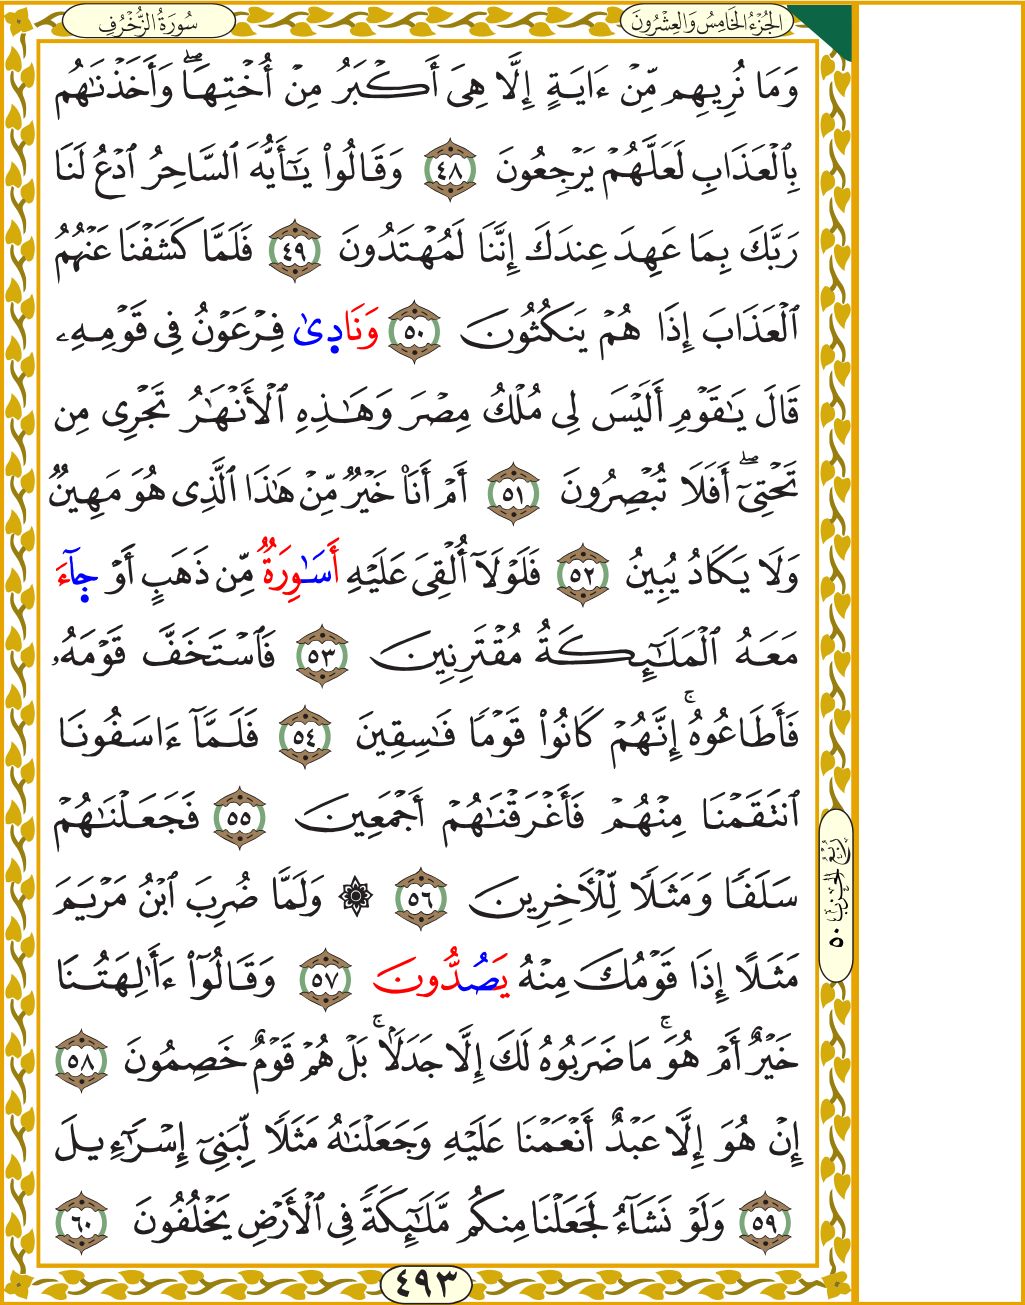 سُورَةُ الزُّخْرُفِ
الجُزْءُ الخَامِسُ وَالعِشْرُونَ
وَمَا نُرِيهِم مِّنْ ءَايَةٍ إِلَّا هِىَ أَكْبَرُ مِنْ أُخْتِهَاۖ وَأَخَذْنَٰهُم
بِٱلْعَذَابِ لَعَلَّهُمْ يَرْجِعُونَ ٤٨ وَقَالُوا۟ يَٰٓأَيُّهَ ٱلسَّاحِرُ ٱدْعُ لَنَا
رَبَّكَ بِمَا عَهِدَ عِندَكَ إِنَّنَا لَمُهْتَدُونَ ٤٩ فَلَمَّا كَشَفْنَا عَنْهُمُ
ٱلْعَذَابَ إِذَا هُمْ يَنكُثُونَ ٥٠ وَنَادٜىٰ فِرْعَوْنُ فِى قَوْمِهِۦ
قَالَ يَٰقَوْمِ أَلَيْسَ لِى مُلْكُ مِصْرَ وَهَٰذِهِ ٱلْأَنْهَٰرُ تَجْرِى مِن
تَحْتِىٓۖ أَفَلَا تُبْصِرُونَ ٥١ أَمْ أَنَا۠ خَيْرٌ مِّنْ هَٰذَا ٱلَّذِى هُوَ مَهِينٌ
وَلَا يَكَادُ يُبِينُ ٥٢ فَلَوْلَآ أُلْقِىَ عَلَيْهِ أَسَٰوِرَةٌ مِّن ذَهَبٍ أَوْ جَآءَ
مَعَهُ ٱلْمَلَٰٓئِكَةُ مُقْتَرِنِينَ ٥٣ فَٱسْتَخَفَّ قَوْمَهُۥ
فَأَطَاعُوهُۚ إِنَّهُمْ كَانُوا۟ قَوْمًا فَٰسِقِينَ ٥٤ فَلَمَّآ ءَاسَفُونَا
ٱنتَقَمْنَا مِنْهُمْ فَأَغْرَقْنَٰهُمْ أَجْمَعِينَ ٥٥ فَجَعَلْنَٰهُمْ
سَلَفًا وَمَثَلًا لِّلْأَخِرِينَ ٥٦ ۞ وَلَمَّا ضُرِبَ ٱبْنُ مَرْيَمَ
مَثَلًا إِذَا قَوْمُكَ مِنْهُ يَصُدُّونَ ٥٧ وَقَالُوٓا۟ ءَأَٰلِهَتُنَا
خَيْرٌ أَمْ هُوَۚ مَا ضَرَبُوهُ لَكَ إِلَّا جَدَلًاۚ بَلْ هُمْ قَوْمٌ خَصِمُونَ ٥٨
إِنْ هُوَ إِلَّا عَبْدٌ أَنْعَمْنَا عَلَيْهِ وَجَعَلْنَٰهُ مَثَلًا لِّبَنِىٓ إِسْرَٰٓءِيلَ
٥٩ وَلَوْ نَشَآءُ لَجَعَلْنَا مِنكُم مَّلَٰٓئِكَةً فِى ٱلْأَرْضِ يَخْلُفُونَ ٦٠
رُبْعُ الحِزْبِ ٥٠
٤٩٣